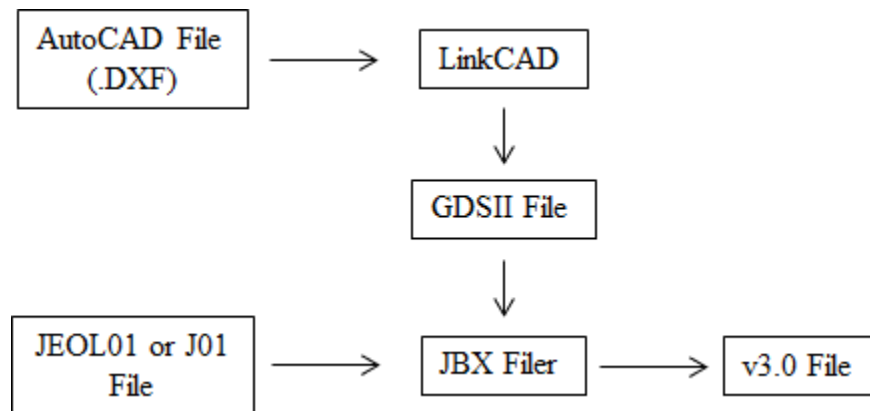 AutoCAD File
(.DXF)
LinkCAD
GDSII File
JEOL01 or J01
File
JBX Filer
v3.0 File